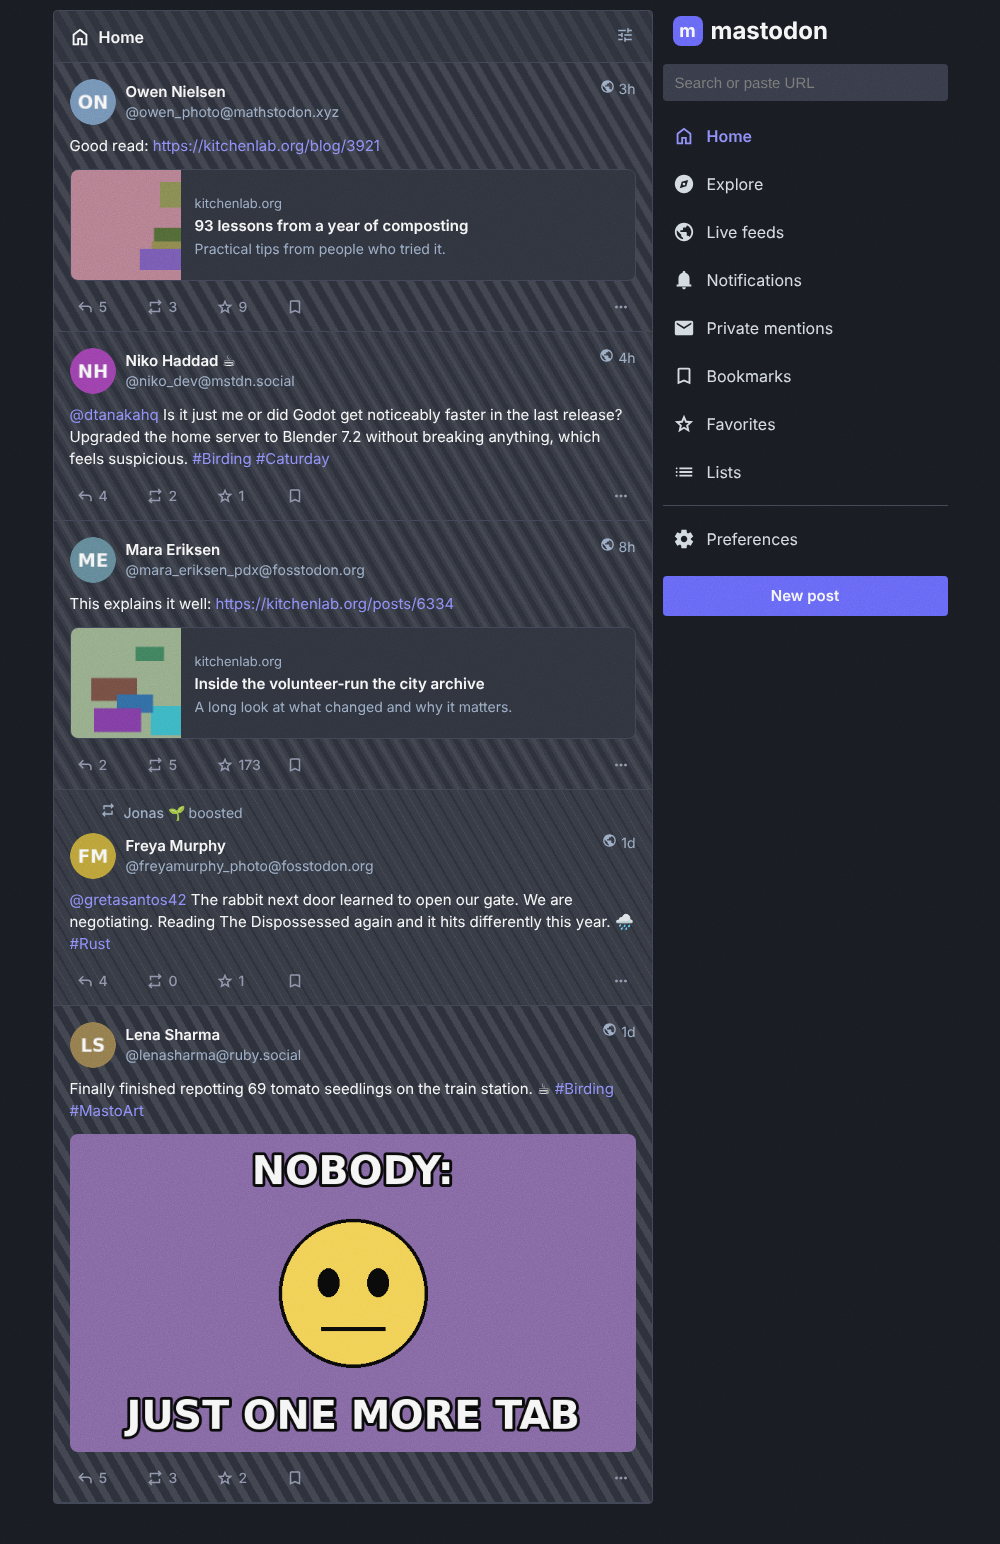 Home
ON
Owen Nielsen
3h
@owen_photo@mathstodon.xyz
Good read: https://kitchenlab.org/blog/3921
kitchenlab.org
93 lessons from a year of composting
Practical tips from people who tried it.
5 3 9
NH
Niko Haddad ☕
4h
@niko_dev@mstdn.social
@dtanakahq Is it just me or did Godot get noticeably faster in the last release?
Upgraded the home server to Blender 7.2 without breaking anything, which
feels suspicious. #Birding #Caturday
4 2 1
ME
Mara Eriksen
8h
@mara_eriksen_pdx@fosstodon.org
This explains it well: https://kitchenlab.org/posts/6334
kitchenlab.org
Inside the volunteer-run the city archive
A long look at what changed and why it matters.
2 5 173
Jonas 🌱 boosted
FM
Freya Murphy
1d
@freyamurphy_photo@fosstodon.org
@gretasantos42 The rabbit next door learned to open our gate. We are
negotiating. Reading The Dispossessed again and it hits differently this year. 🌧️
#Rust
4 0 1
LS
Lena Sharma
1d
@lenasharma@ruby.social
Finally finished repotting 69 tomato seedlings on the train station. ☕ #Birding
#MastoArt
NOBODY:
JUST ONE MORE TAB
5 3 2
m mastodon
Search or paste URL
Home
Explore
Live feeds
Notifications
Private mentions
Bookmarks
Favorites
Lists
Preferences
New post